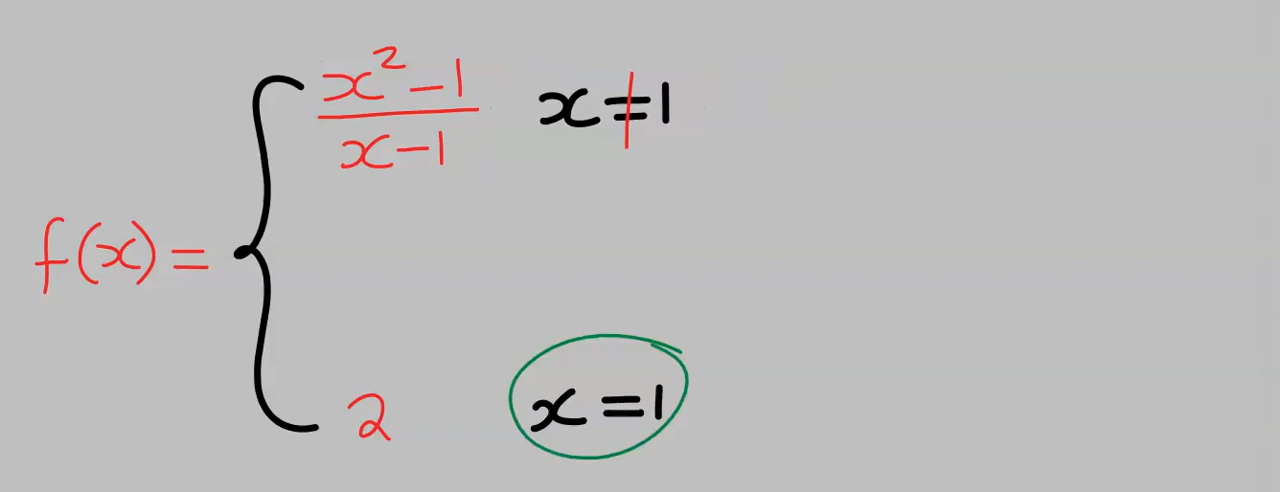 x² - 1
x - 1
x ≠ 1
f(x) =
2
x = 1